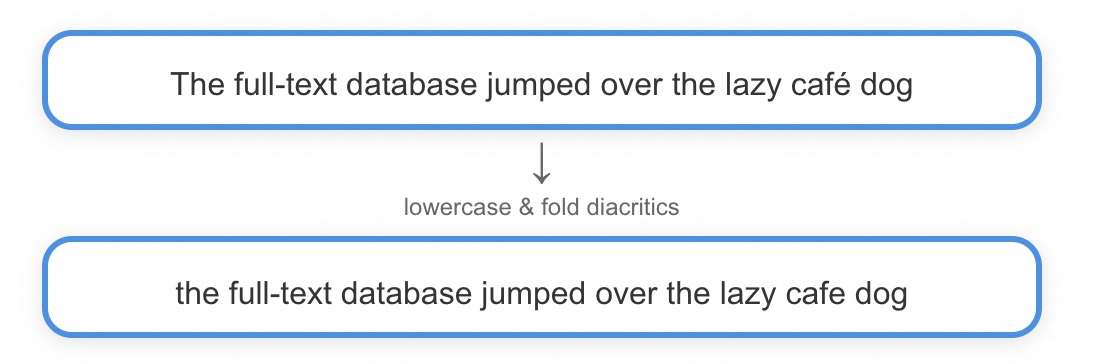 The full-text database jumped over the lazy café dog
↓
lowercase & fold diacritics
the full-text database jumped over the lazy cafe dog